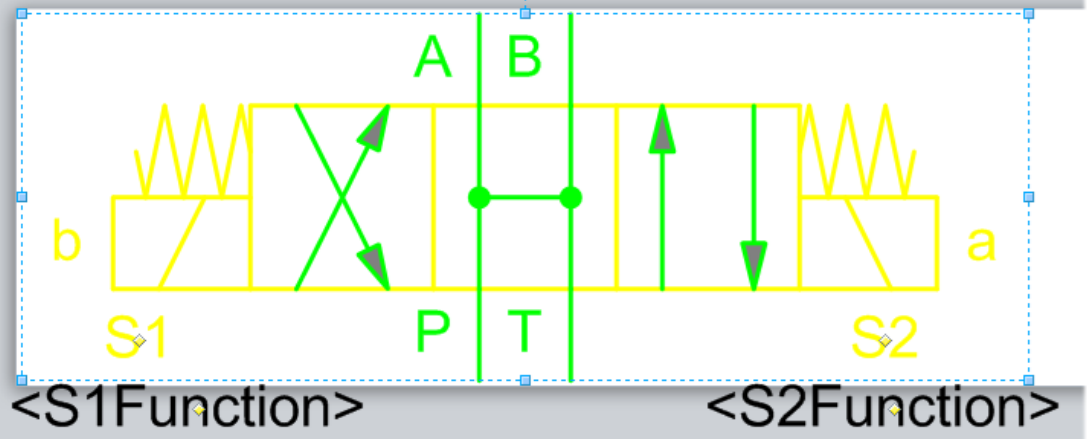 A B
b a
P T
S1 S2
<S1Function> <S2Function>